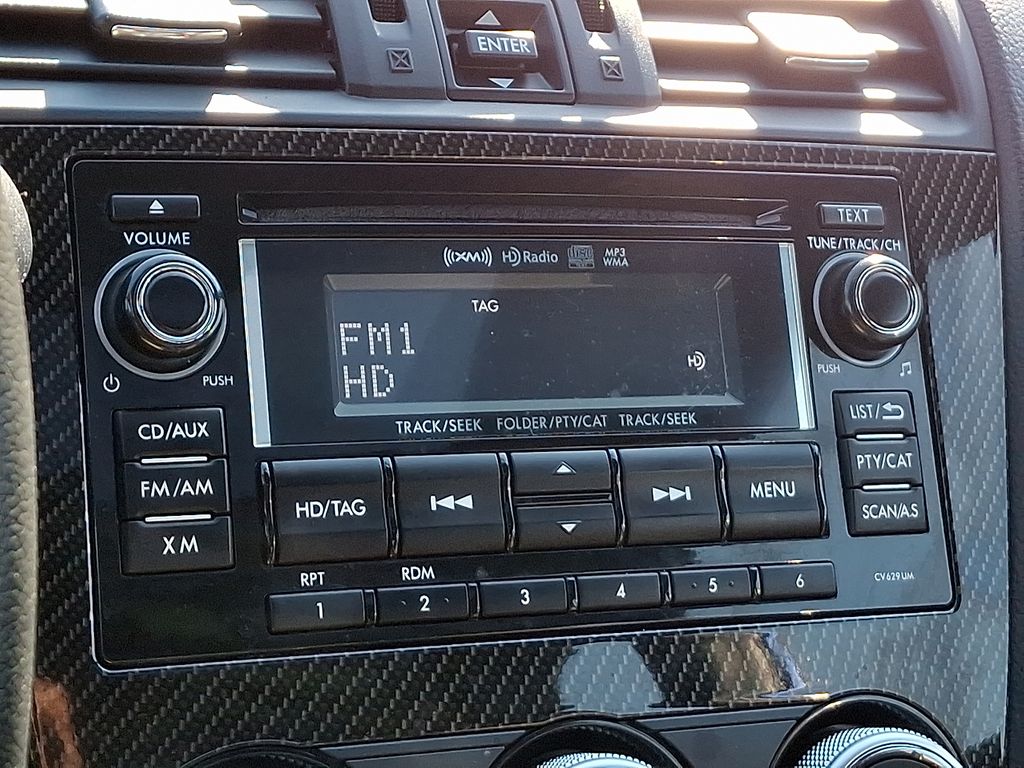 ENTER
TEXT
VOLUME
TUNE/TRACK/CH
((XM)) HD Radio MP3
WMA
TAG
FM1
HD
HD
PUSH
PUSH
TRACK/SEEK FOLDER/PTY/CAT TRACK/SEEK
CD/AUX
LIST/
FM/AM
PTY/CAT
XM
SCAN/A.S
HD/TAG
MENU
RPT RDM
1 2 3 4 5 6
CV629UM